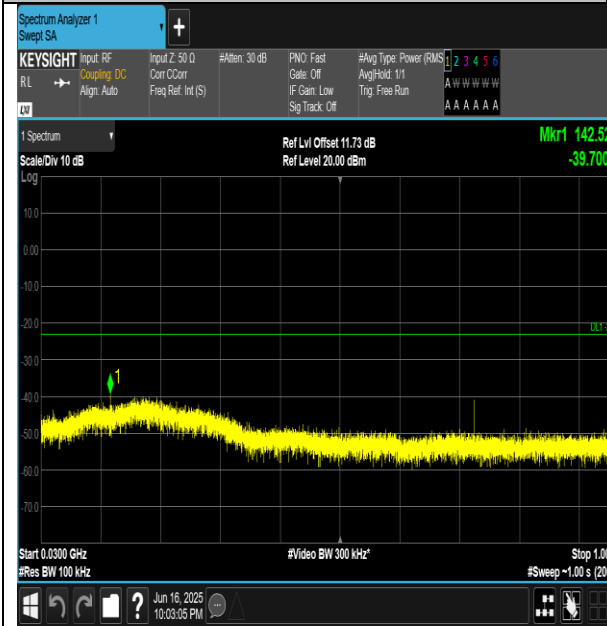 Spectrum Analyzer 1
Swept SA
+
KEYSIGHT Input: RF Input Z: 50 Ω #Atten: 30 dB PNO: Fast #Avg Type: Power (RMS 1 2 3 4 5 6
RL Coupling: DC Corr CCorr Gate: Off Avg|Hold: 1/1 A W W W W W
Align: Auto Freq Ref: Int (S) IF Gain: Low Trig: Free Run
LXI Sig Track: Off A A A A A A
1 Spectrum Ref Lvl Offset 11.73 dB Mkr1 142.52
Scale/Div 10 dB Ref Level 20.00 dBm -39.700
Log
10.0
0.00
-10.0
-20.0
DL1
-30.0
1
-40.0
-50.0
-60.0
-70.0
Start 0.0300 GHz #Video BW 300 kHz* Stop 1.00
#Res BW 100 kHz #Sweep ~1.00 s (20
? Jun 16, 2025
10:03:05 PM